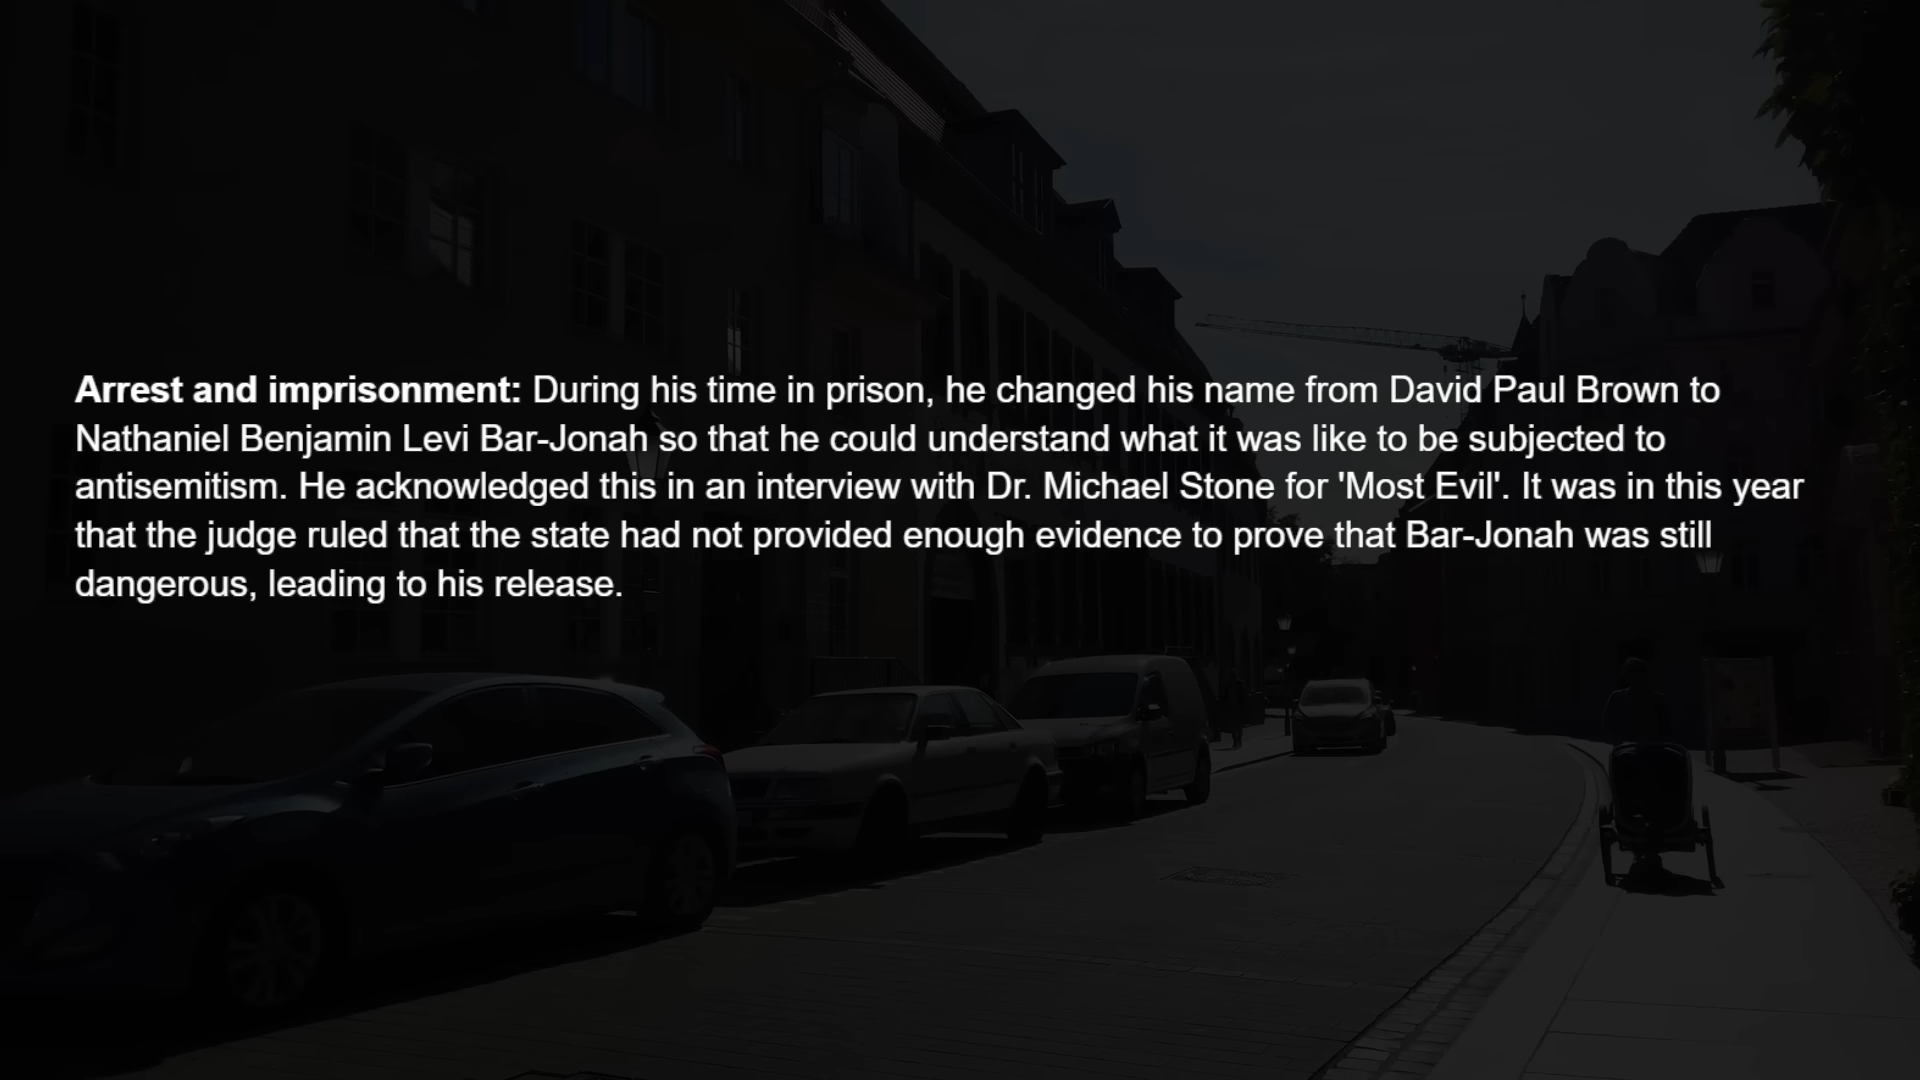 Arrest and imprisonment: During his time in prison, he changed his name from David Paul Brown to
Nathaniel Benjamin Levi Bar-Jonah so that he could understand what it was like to be subjected to
antisemitism. He acknowledged this in an interview with Dr. Michael Stone for 'Most Evil'. It was in this year
that the judge ruled that the state had not provided enough evidence to prove that Bar-Jonah was still
dangerous, leading to his release.